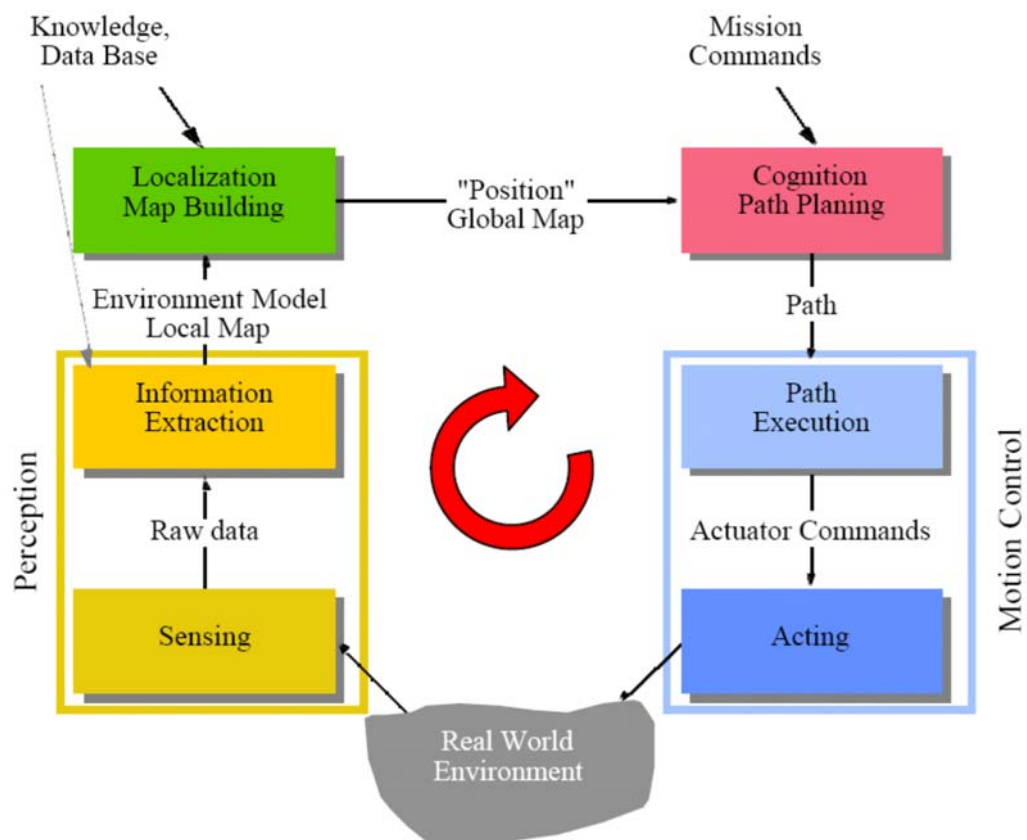 Knowledge,
Data Base
Mission
Commands
Localization
Map Building
"Position"
Global Map
Cognition
Path Planing
Environment Model
Local Map
Path
Information
Extraction
Path
Execution
Perception
Motion Control
Raw data
Actuator Commands
Sensing
Acting
Real World
Environment